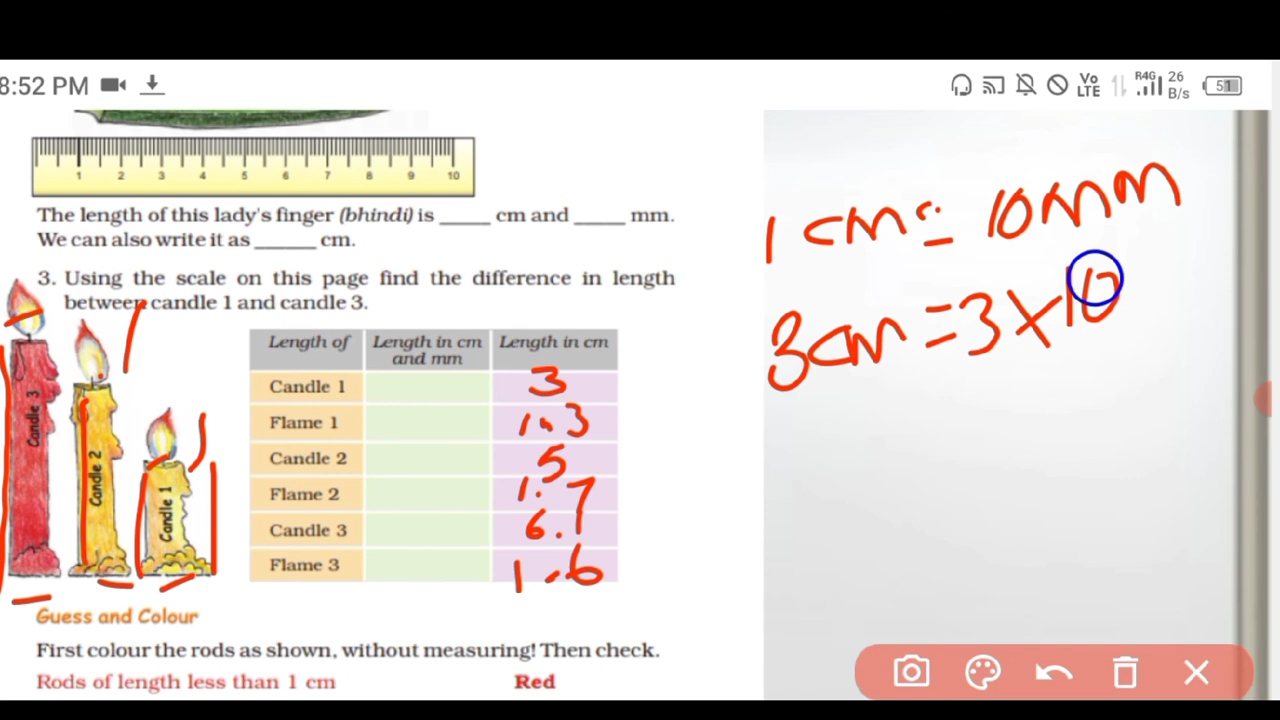 8:52 PM
Vo LTE R4G 26 B/s 51
1 2 3 4 5 6 7 8 9 10
The length of this lady's finger (bhindi) is _____ cm and _____ mm.
We can also write it as ______ cm.
3. Using the scale on this page find the difference in length
between candle 1 and candle 3.
Candle 3
Candle 2
Candle 1
Length of Length in cm and mm Length in cm
Candle 1 3
Flame 1 1.3
Candle 2 5
Flame 2 1.7
Candle 3 6.7
Flame 3 1.6
Guess and Colour
First colour the rods as shown, without measuring! Then check.
Rods of length less than 1 cm Red
1 cm = 10mm
3cm = 3 x 10